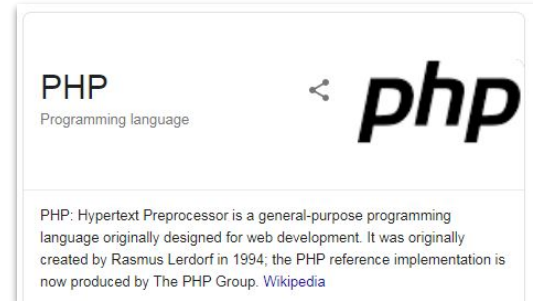 PHP
php
Programming language
PHP: Hypertext Preprocessor is a general-purpose programming
language originally designed for web development. It was originally
created by Rasmus Lerdorf in 1994; the PHP reference implementation is
now produced by The PHP Group. Wikipedia